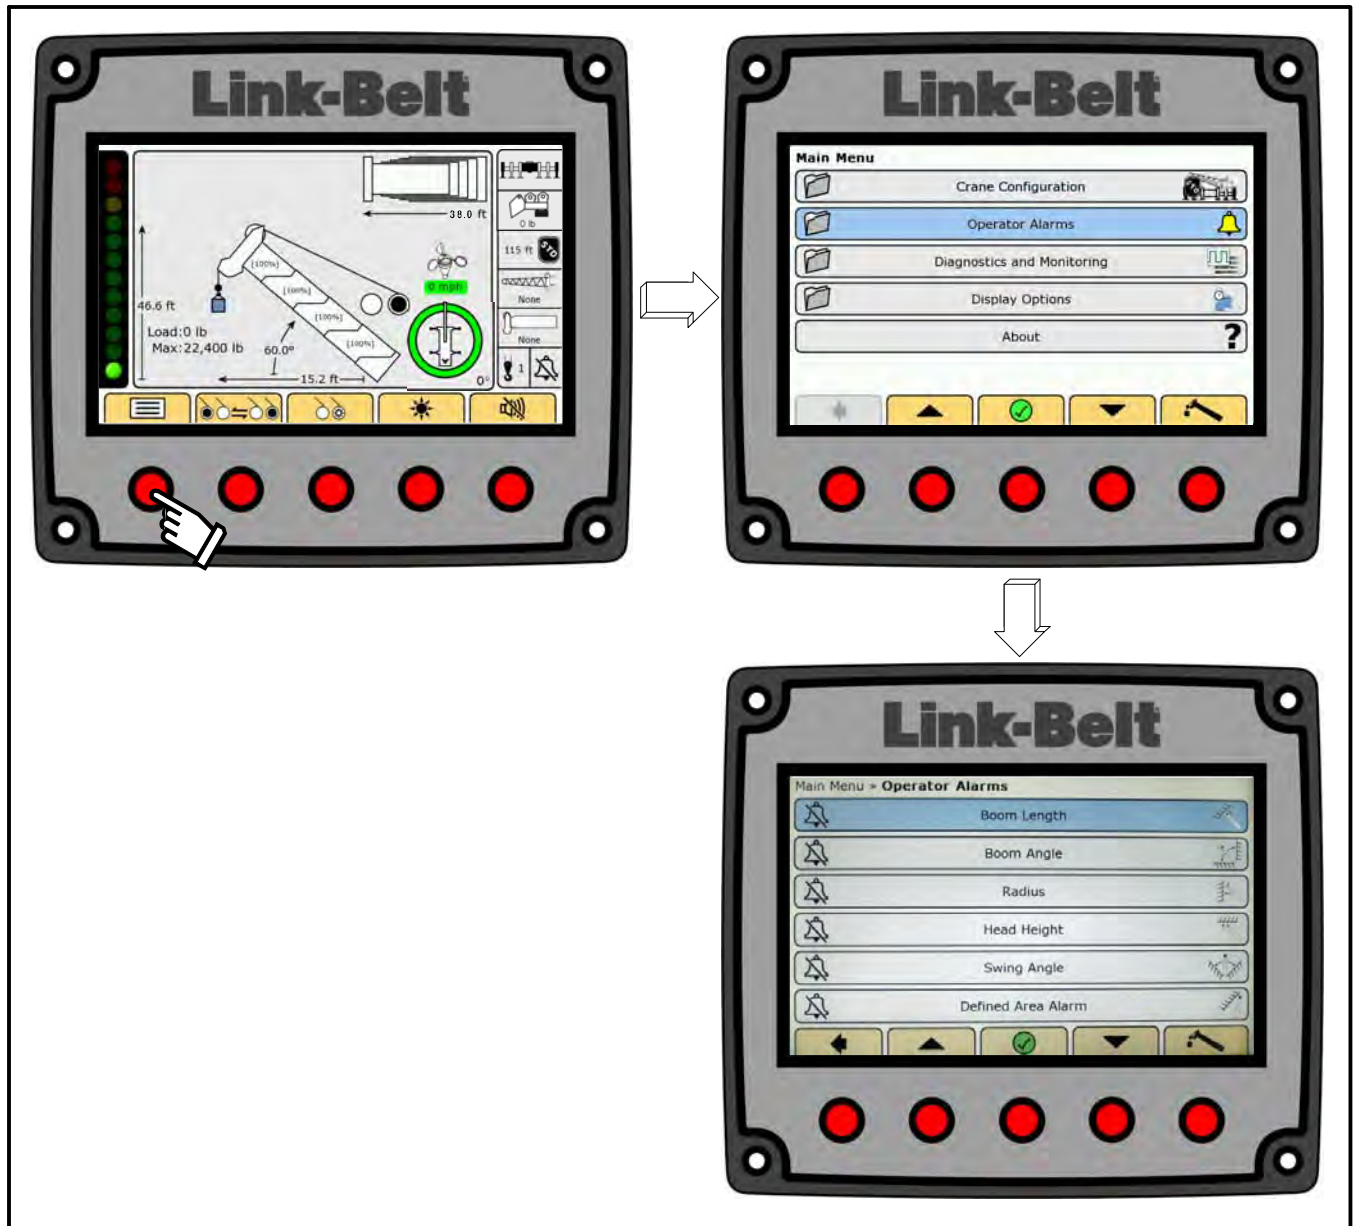 Link-Belt
38.0 ft
0 lb
115 ft STD
[100%]
0 mph
[100%]
None
46.6 ft
[100%]
Load:0 lb
Max:22,400 lb
60.0°
[100%]
None
1
15.2 ft
0°
Link-Belt
Main Menu
Crane Configuration
Operator Alarms
Diagnostics and Monitoring
Display Options
About ?
Link-Belt
Main Menu » Operator Alarms
Boom Length
Boom Angle
Radius
Head Height
Swing Angle
Defined Area Alarm